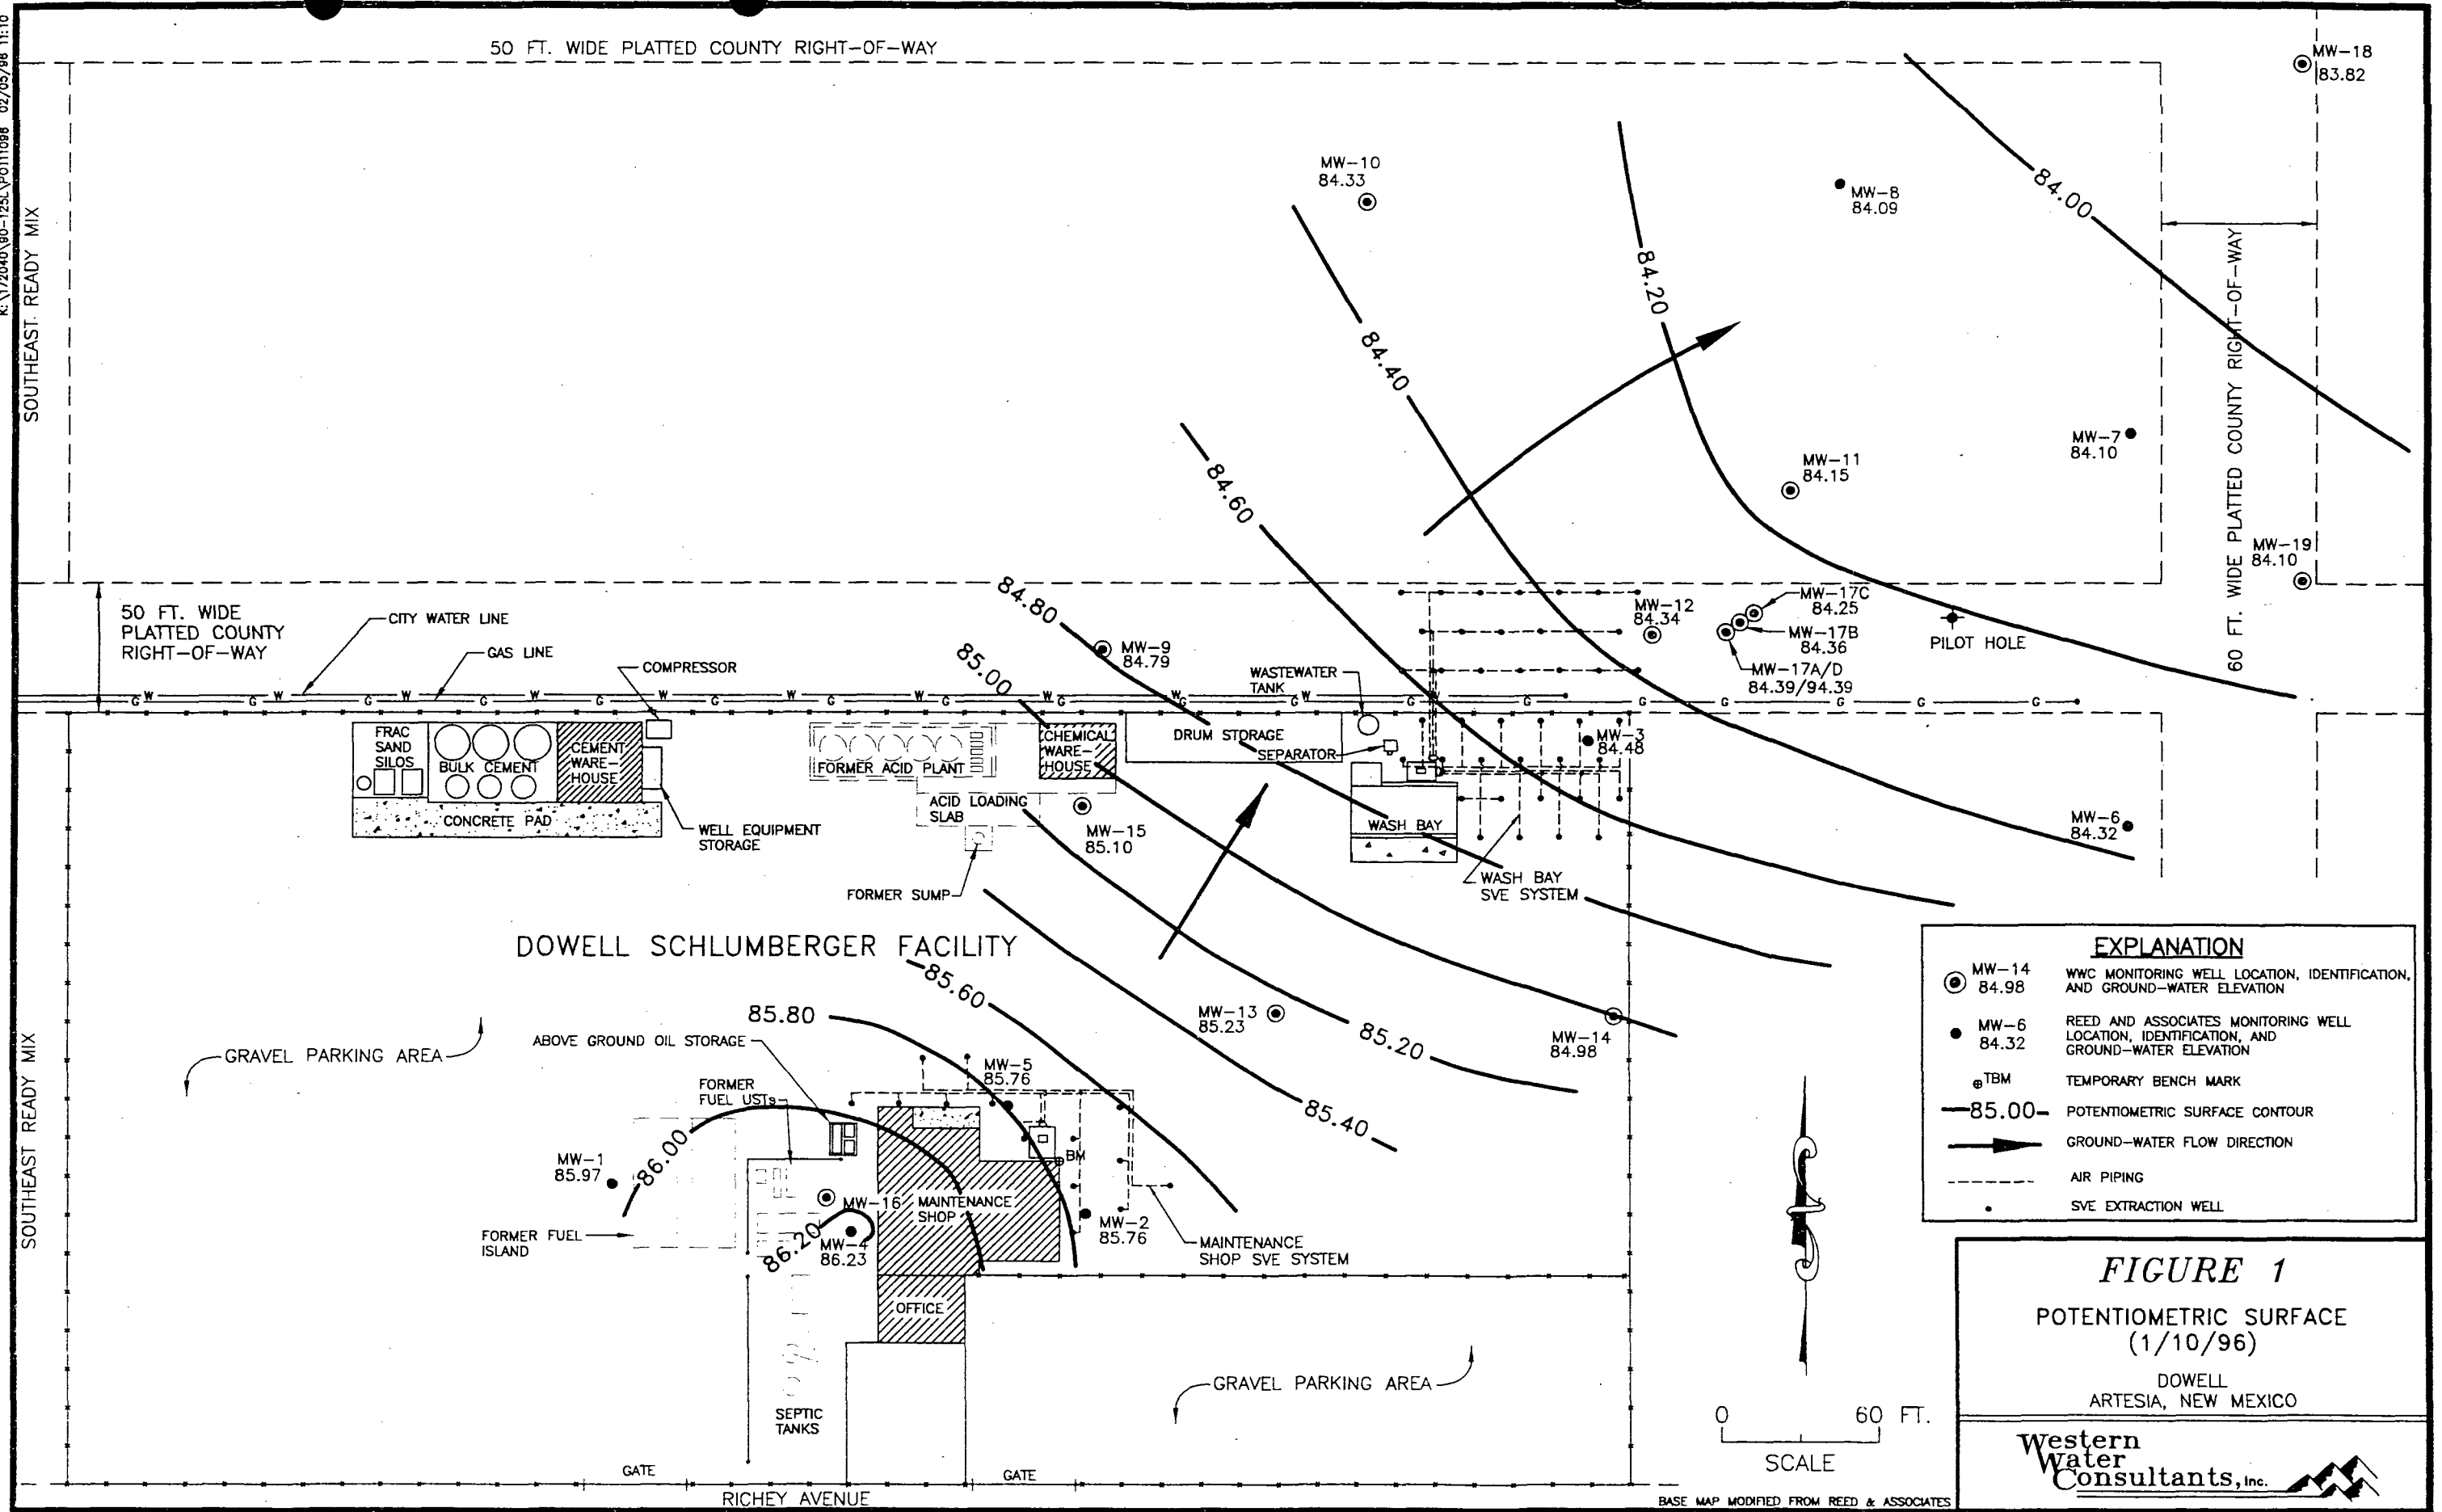 K:\172040\90-125L\P0111096 02/05/96 11:10
50 FT. WIDE PLATTED COUNTY RIGHT-OF-WAY
MW-18
83.82
MW-10
84.33
MW-8
84.09
84.00
SOUTHEAST READY MIX
84.20
84.40
60 FT. WIDE PLATTED COUNTY RIGHT-OF-WAY
MW-7
84.10
MW-11
84.15
84.60
MW-19
84.10
84.80
50 FT. WIDE
PLATTED COUNTY
RIGHT-OF-WAY
CITY WATER LINE
GAS LINE
COMPRESSOR
85.00
MW-9
84.79
WASTEWATER
TANK
MW-12
84.34
MW-17C
84.25
MW-17B
84.36
MW-17A/D
84.39/94.39
PILOT HOLE
W W W W W W W W W W W
G G G G G G G G G G G G G G G G G
FRAC
SAND
SILOS
BULK CEMENT
CEMENT
WARE-
HOUSE
CONCRETE PAD
WELL EQUIPMENT
STORAGE
FORMER ACID PLANT
CHEMICAL
WARE-
HOUSE
DRUM STORAGE
SEPARATOR
MW-3
84.48
ACID LOADING
SLAB
MW-15
85.10
WASH BAY
MW-6
84.32
FORMER SUMP
WASH BAY
SVE SYSTEM
DOWELL SCHLUMBERGER FACILITY
85.60
85.80
MW-13
85.23
85.20
MW-14
84.98
SOUTHEAST READY MIX
GRAVEL PARKING AREA
ABOVE GROUND OIL STORAGE
MW-5
85.76
FORMER
FUEL USTs
85.40
86.00
MW-1
85.97
BM
MW-16
MAINTENANCE
SHOP
FORMER FUEL
ISLAND
86.20
MW-4
86.23
MW-2
85.76
MAINTENANCE
SHOP SVE SYSTEM
OFFICE
GRAVEL PARKING AREA
SEPTIC
TANKS
GATE
GATE
RICHEY AVENUE
EXPLANATION
MW-14
84.98
WWC MONITORING WELL LOCATION, IDENTIFICATION,
AND GROUND-WATER ELEVATION
MW-6
84.32
REED AND ASSOCIATES MONITORING WELL
LOCATION, IDENTIFICATION, AND
GROUND-WATER ELEVATION
TBM TEMPORARY BENCH MARK
85.00 POTENTIOMETRIC SURFACE CONTOUR
GROUND-WATER FLOW DIRECTION
AIR PIPING
SVE EXTRACTION WELL
0 60 FT.
SCALE
BASE MAP MODIFIED FROM REED & ASSOCIATES
FIGURE 1
POTENTIOMETRIC SURFACE
(1/10/96)
DOWELL
ARTESIA, NEW MEXICO
Western
Water
Consultants, Inc.